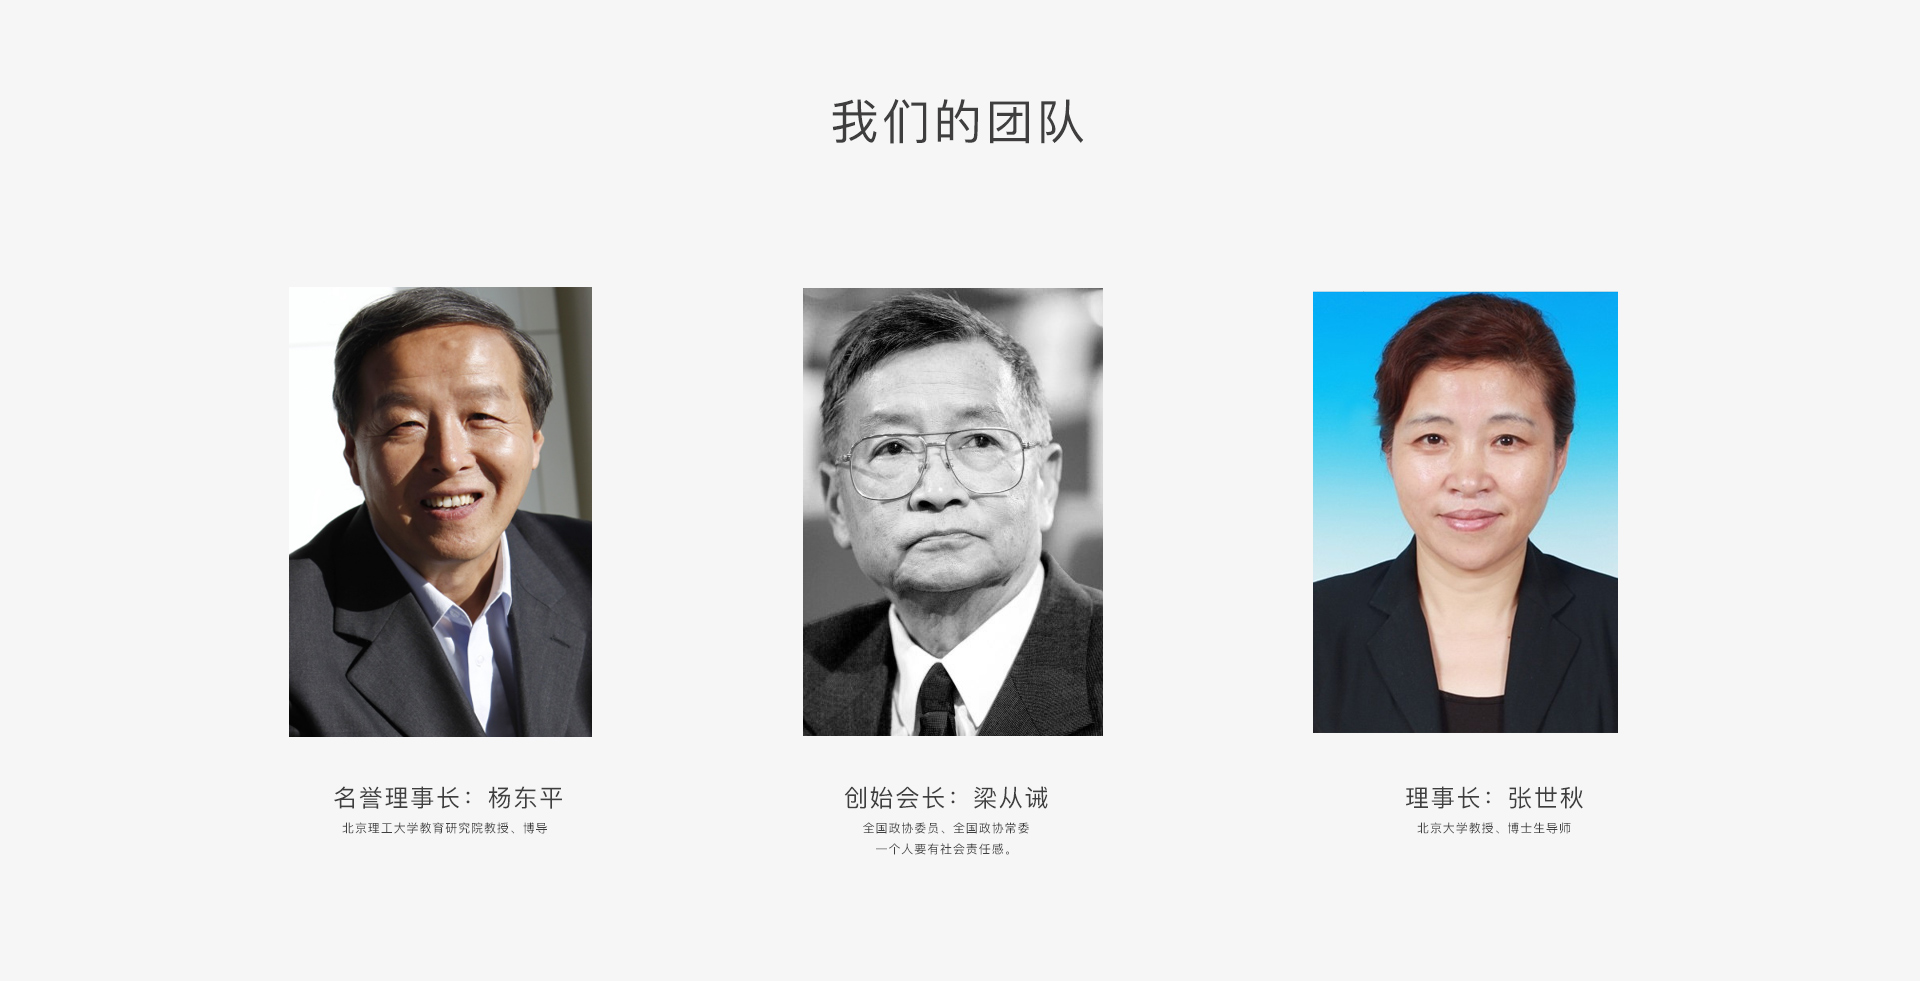 我们的团队
名誉理事长：杨东平
北京理工大学教育研究院教授、博导
创始会长：梁从诫
全国政协委员、全国政协常委
一个人要有社会责任感。
理事长：张世秋
北京大学教授、博士生导师